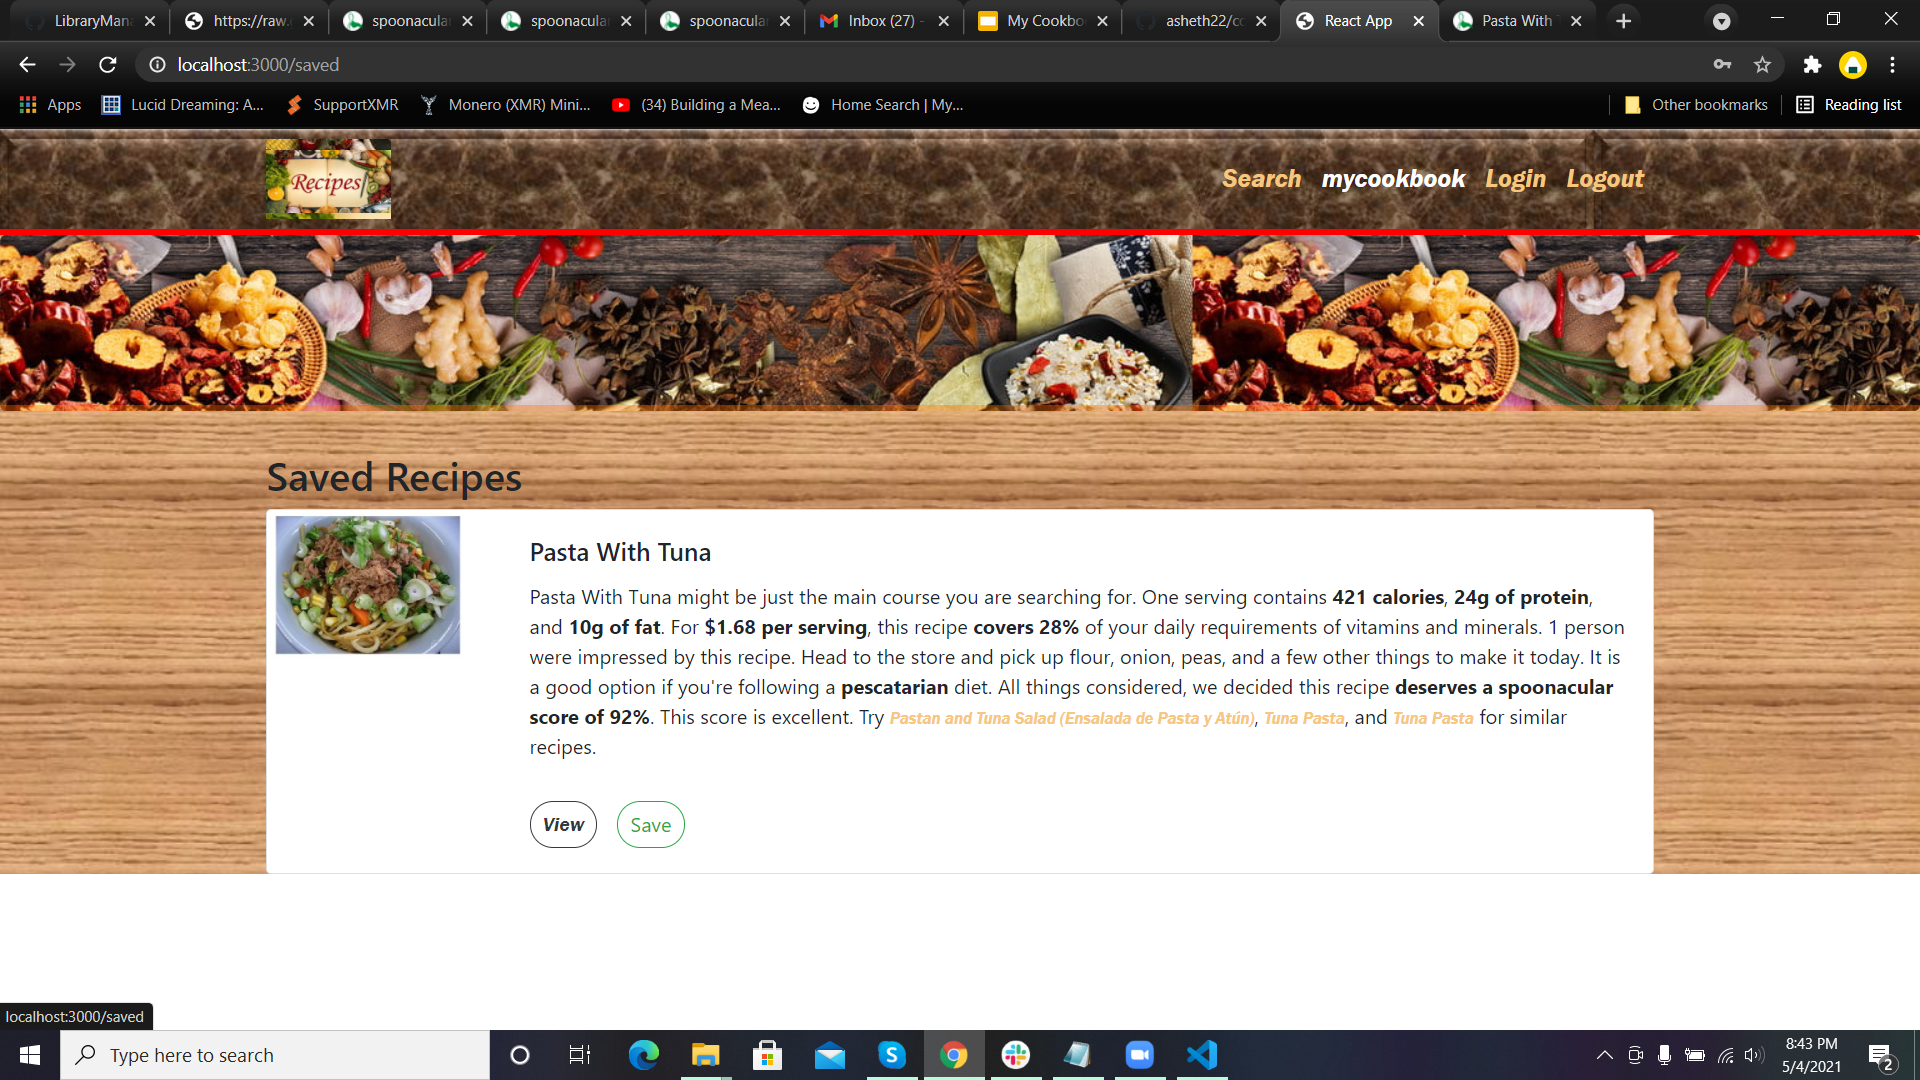 LibraryMan
https://raw.
spoonacular
spoonacular
spoonacular
Inbox (27) -
My Cookbo
asheth22/co
React App
Pasta With T
localhost:3000/saved
Apps
Lucid Dreaming: A...
SupportXMR
Monero (XMR) Mini...
(34) Building a Mea...
Home Search | My...
Other bookmarks
Reading list
Recipes
Search
mycookbook
Login
Logout
Saved Recipes
Pasta With Tuna
Pasta With Tuna might be just the main course you are searching for. One serving contains 421 calories, 24g of protein,
and 10g of fat. For $1.68 per serving, this recipe covers 28% of your daily requirements of vitamins and minerals. 1 person
were impressed by this recipe. Head to the store and pick up flour, onion, peas, and a few other things to make it today. It is
a good option if you're following a pescatarian diet. All things considered, we decided this recipe deserves a spoonacular
score of 92%. This score is excellent. Try Pastan and Tuna Salad (Ensalada de Pasta y Atún), Tuna Pasta, and Tuna Pasta for similar
recipes.
View
Save
localhost:3000/saved
Type here to search
8:43 PM
5/4/2021
2